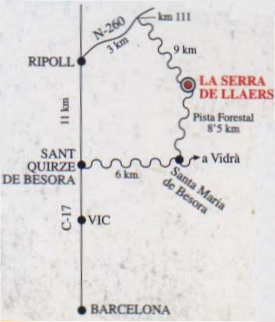 km 111
N-260
3 km
9 km
RIPOLL
LA SERRA
DE LLAERS
Pista Forestal
8'5 km
11 km
SANT
QUIRZE
DE BESORA
a Vidrà
6 km.
Santa Maria
de Besora
C-17
VIC
BARCELONA